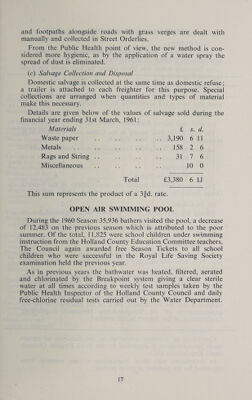 and footpaths alongside roads with grass verges are dealt with
manually and collected in Street Orderlies.
From the Public Health point of view, the new method is con-
sidered more hygienic, as by the application of a water spray the
spread of dust is eliminated.
(c) Salvage Collection and Disposal
Domestic salvage is collected at the same time as domestic refuse;
a trailer is attached to each freighter for this purpose. Special
collections are arranged when quantities and types of material
make this necessary.
Details are given below of the values of salvage sold during the
financial year ending 31st March, 1961:
Materials £ s. d.
Waste paper .. .. .. .. 3,190 6 11
Metals .. .. .. .. .. 158 2 6
Rags and String .. .. .. .. 31 7 6
Miscellaneous .. .. .. .. 10 0
Total £3,380 6 11
This sum represents the product of a 3¾d. rate.
OPEN AIR SWIMMING POOL
During the 1960 Season 35,936 bathers visited the pool, a decrease
of 12,483 on the previous season which is attributed to the poor
summer. Of the total, 11,825 were school children under swimming
instruction from the Holland County Education Committee teachers.
The Council again awarded free Season Tickets to all school
children who were successful in the Royal Life Saving Society
examination held the previous year.
As in previous years the bathwater was heated, filtered, aerated
and chlorinated by the Breakpoint system giving a clear sterile
water at all times according to weekly test samples taken by the
Public Health Inspector of the Holland County Council and daily
free-chlorine residual tests carried out by the Water Department.
17